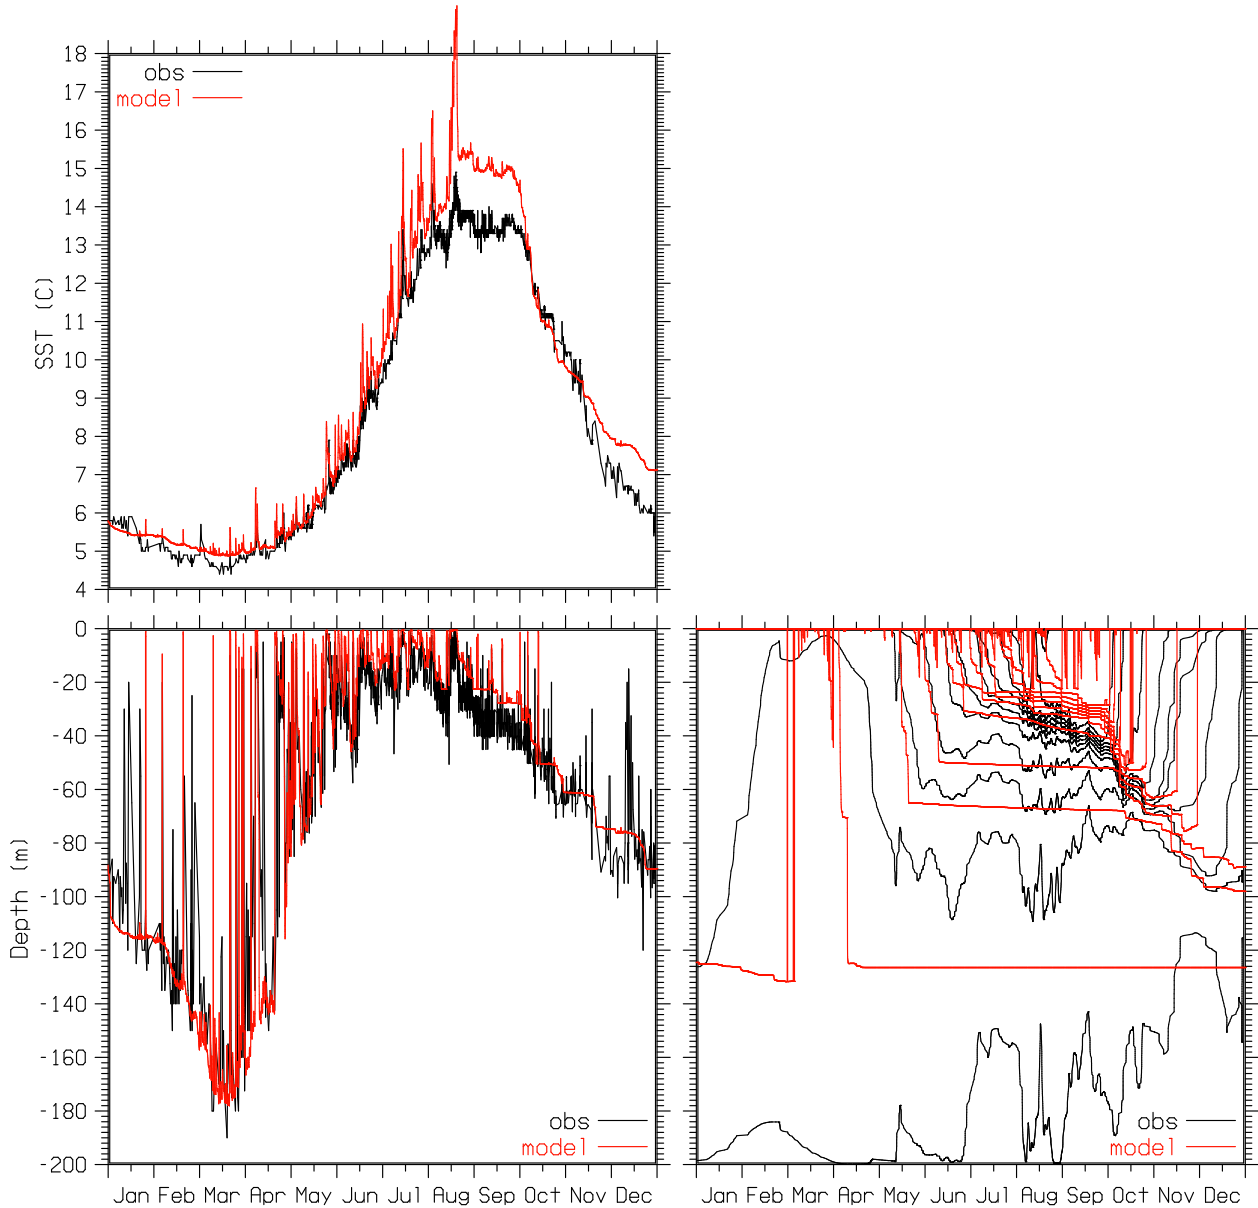 18
17
16
15
14
13
12
11
10
9
8
7
6
5
4
SST (C)
obs
model
0
-20
-40
-60
-80
-100
-120
-140
-160
-180
-200
Depth (m)
obs
model
Jan Feb Mar Apr May Jun Jul Aug Sep Oct Nov Dec
obs
model
Jan Feb Mar Apr May Jun Jul Aug Sep Oct Nov Dec